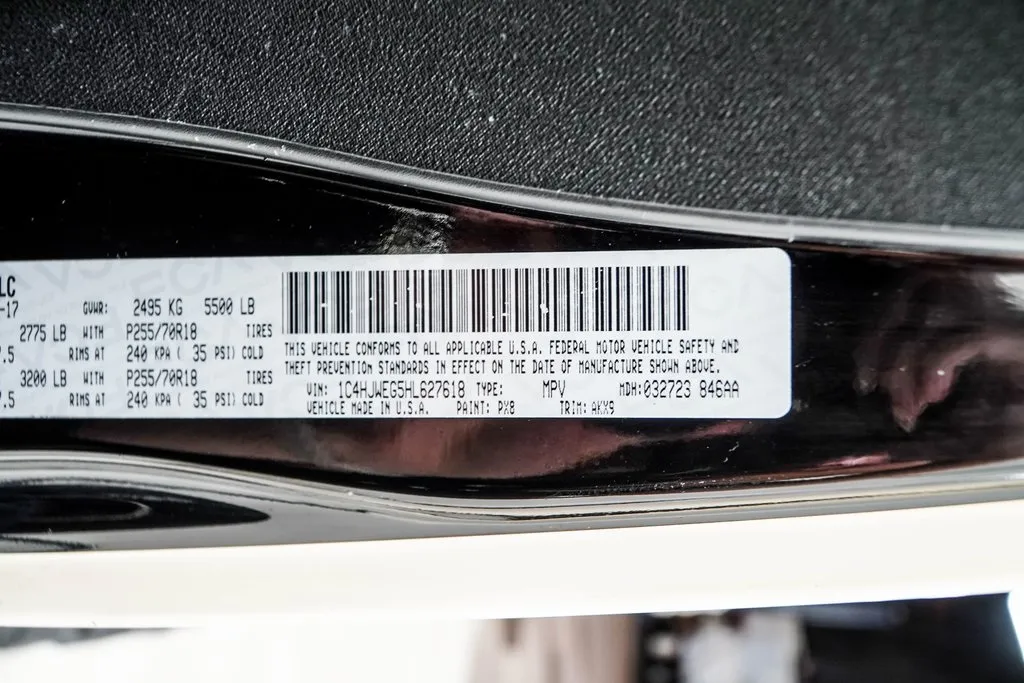 LC
-17 GVWR: 2495 KG 5500 LB
2775 LB WITH P255/70R18 TIRES
7.5 RIMS AT 240 KPA ( 35 PSI) COLD
3200 LB WITH P255/70R18 TIRES
7.5 RIMS AT 240 KPA ( 35 PSI) COLD
THIS VEHICLE CONFORMS TO ALL APPLICABLE U.S.A. FEDERAL MOTOR VEHICLE SAFETY AND
THEFT PREVENTION STANDARDS IN EFFECT ON THE DATE OF MANUFACTURE SHOWN ABOVE.
VIN: 1C4HJWEG5HL627618 TYPE: MPV MDH:032723 846AA
VEHICLE MADE IN U.S.A. PAINT: PX8 TRIM: AKX9